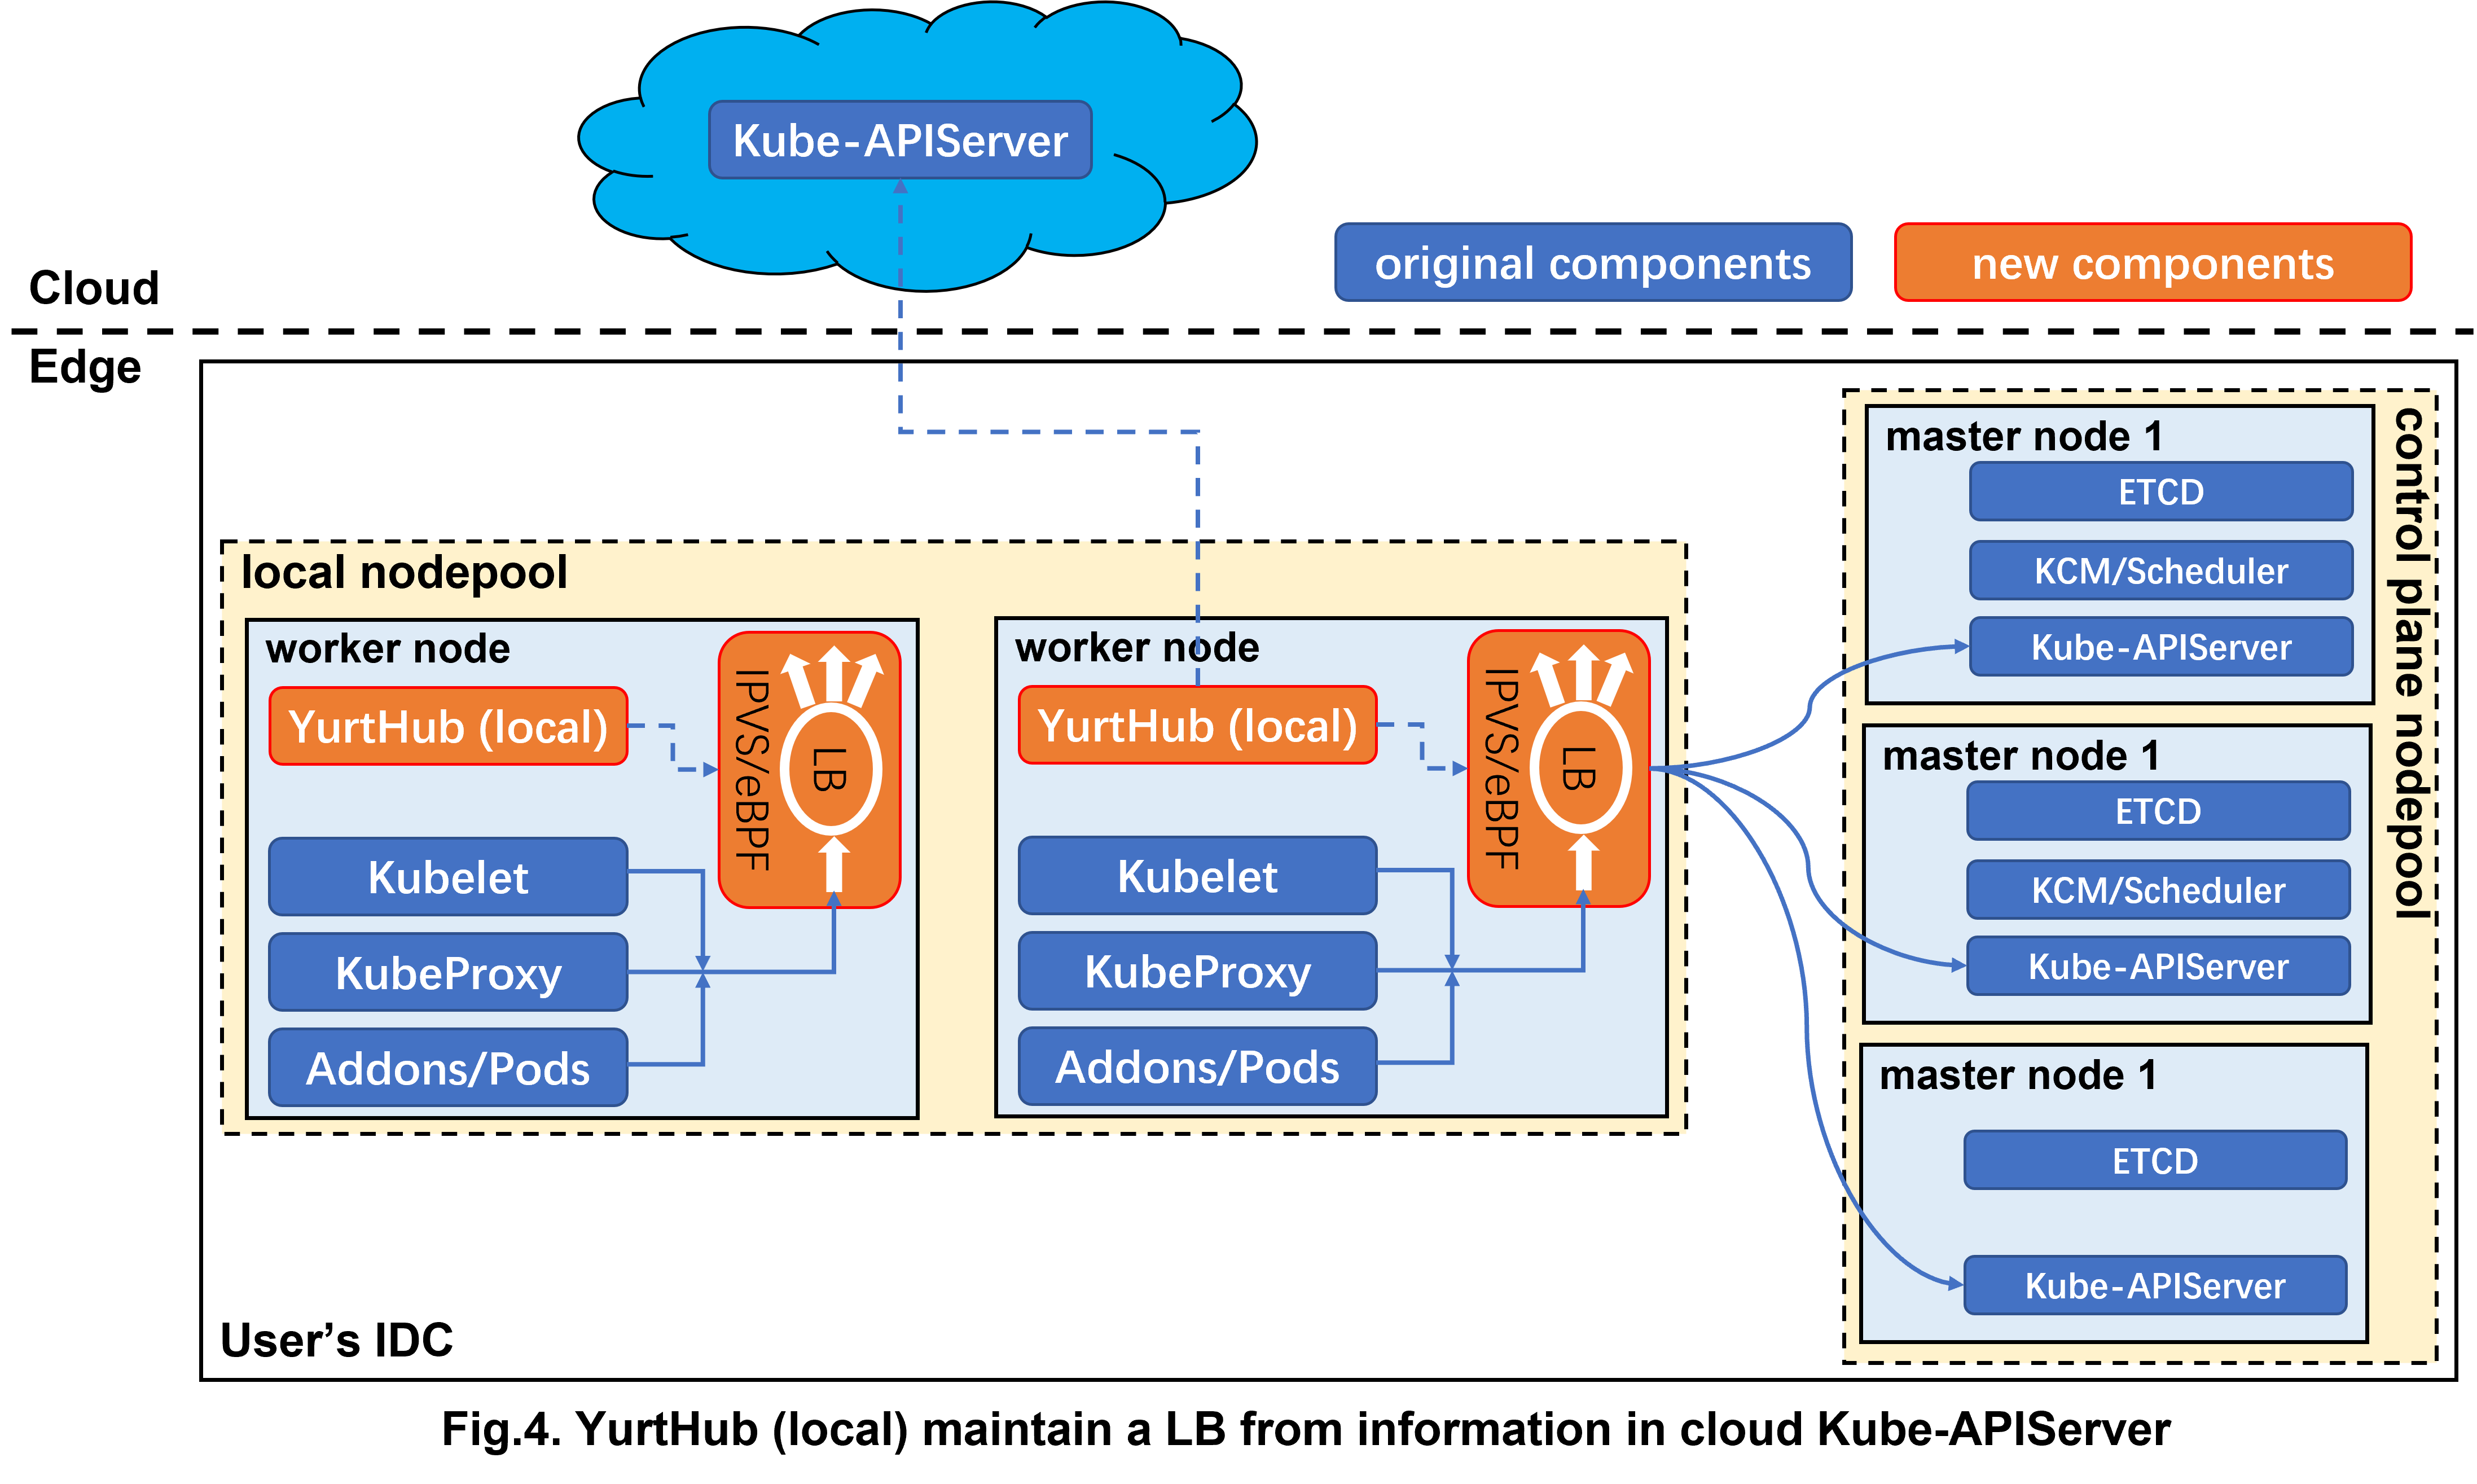 Kube-APIServer
original components
new components
Cloud
Edge
local nodepool
worker node
YurtHub (local)
Kubelet
KubeProxy
Addons/Pods
IPVS/eBPF
LB
worker node
YurtHub (local)
Kubelet
KubeProxy
Addons/Pods
IPVS/eBPF
LB
control plane nodepool
master node 1
ETCD
KCM/Scheduler
Kube-APIServer
master node 1
ETCD
KCM/Scheduler
Kube-APIServer
master node 1
ETCD
Kube-APIServer
User’s IDC
Fig.4. YurtHub (local) maintain a LB from information in cloud Kube-APIServer